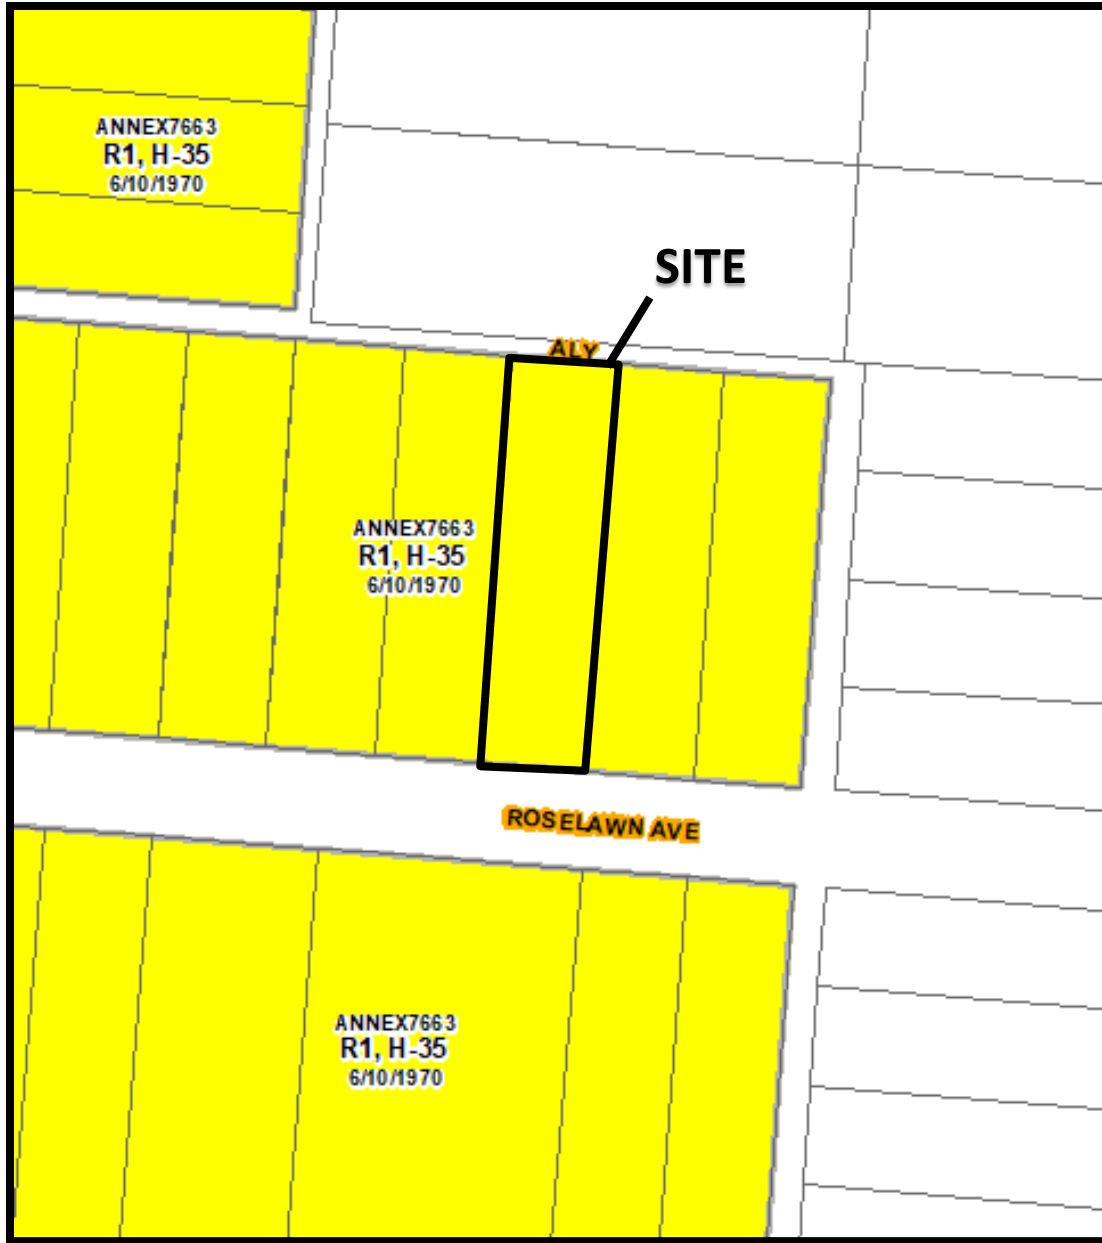 ANNEX7663
R1, H-35
6/10/1970
SITE
ALY
ANNEX7663
R1, H-35
6/10/1970
ROSELAWN AVE
ANNEX7663
R1, H-35
6/10/1970